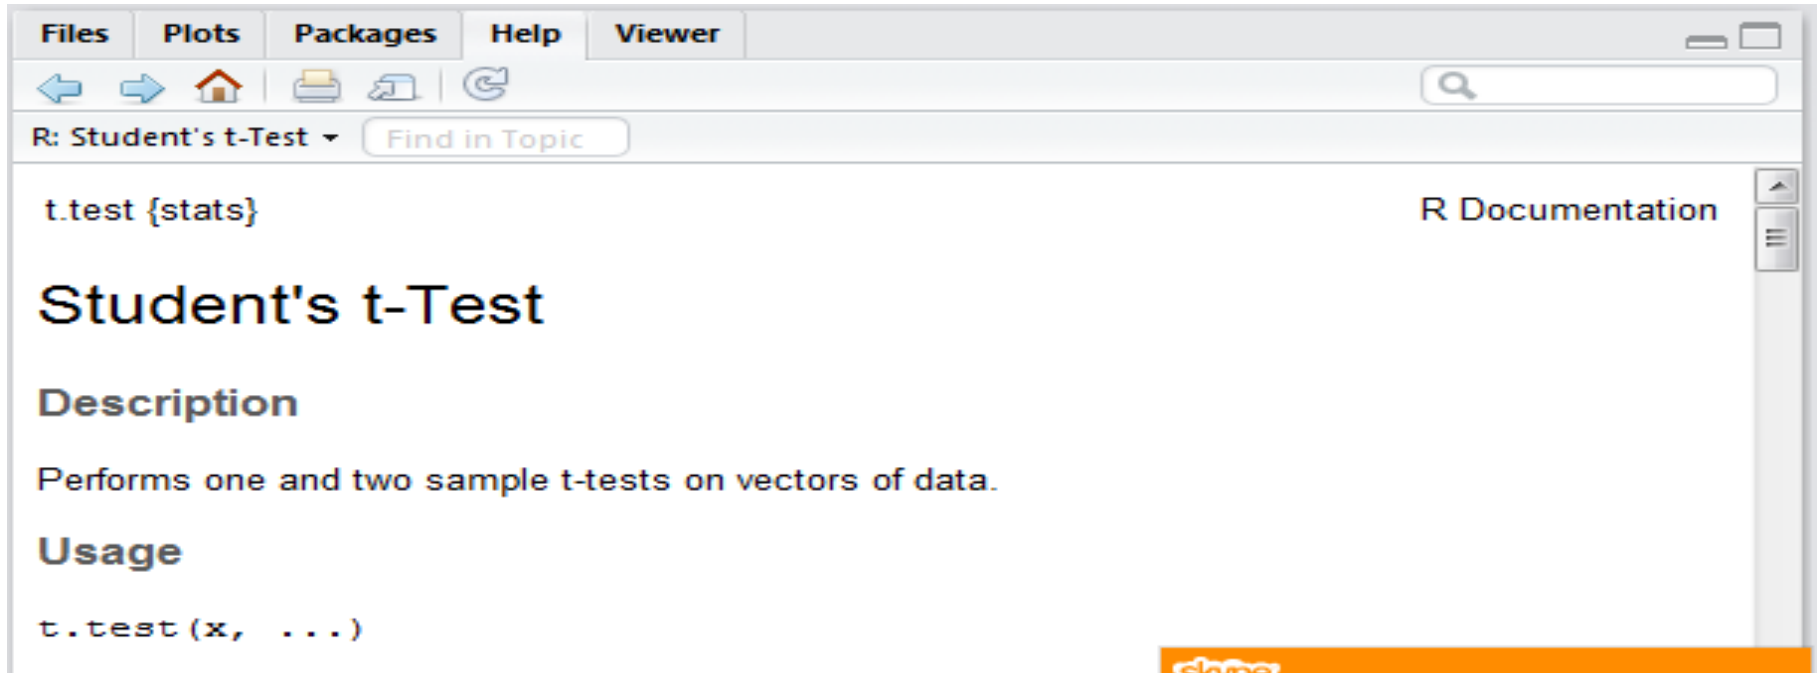 Files Plots Packages Help Viewer
R: Student's t-Test Find in Topic
t.test {stats} R Documentation
Student's t-Test
Description
Performs one and two sample t-tests on vectors of data.
Usage
t.test(x, ...)